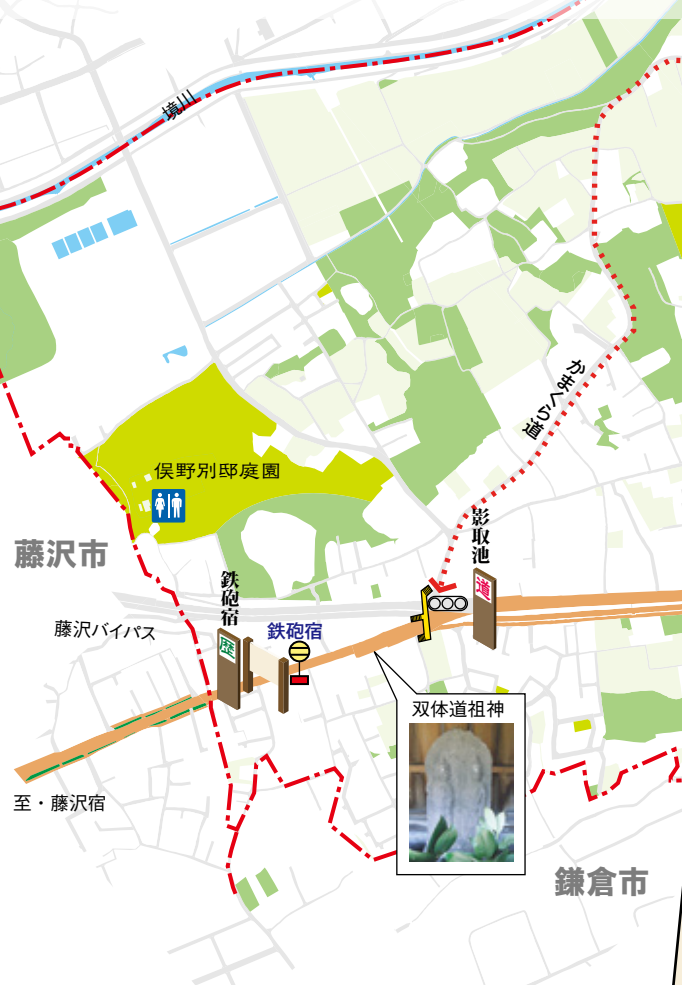 境川
かまくら道
俣野別邸庭園
影取池
道
藤沢市
鉄砲宿
歴
鉄砲宿
藤沢バイパス
双体道祖神
至・藤沢宿
鎌倉市